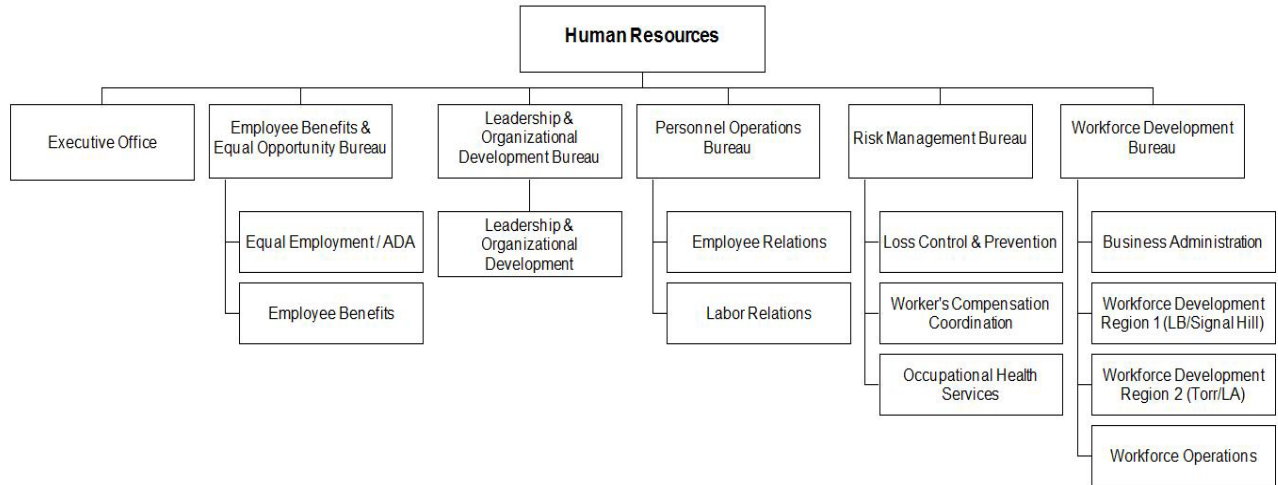 Human Resources
Executive Office
Employee Benefits &
Equal Opportunity Bureau
Leadership &
Organizational
Development Bureau
Personnel Operations
Bureau
Risk Management Bureau
Workforce Development
Bureau
Equal Employment / ADA
Employee Benefits
Leadership &
Organizational
Development
Employee Relations
Labor Relations
Loss Control & Prevention
Worker's Compensation
Coordination
Occupational Health
Services
Business Administration
Workforce Development
Region 1 (LB/Signal Hill)
Workforce Development
Region 2 (Torr/LA)
Workforce Operations